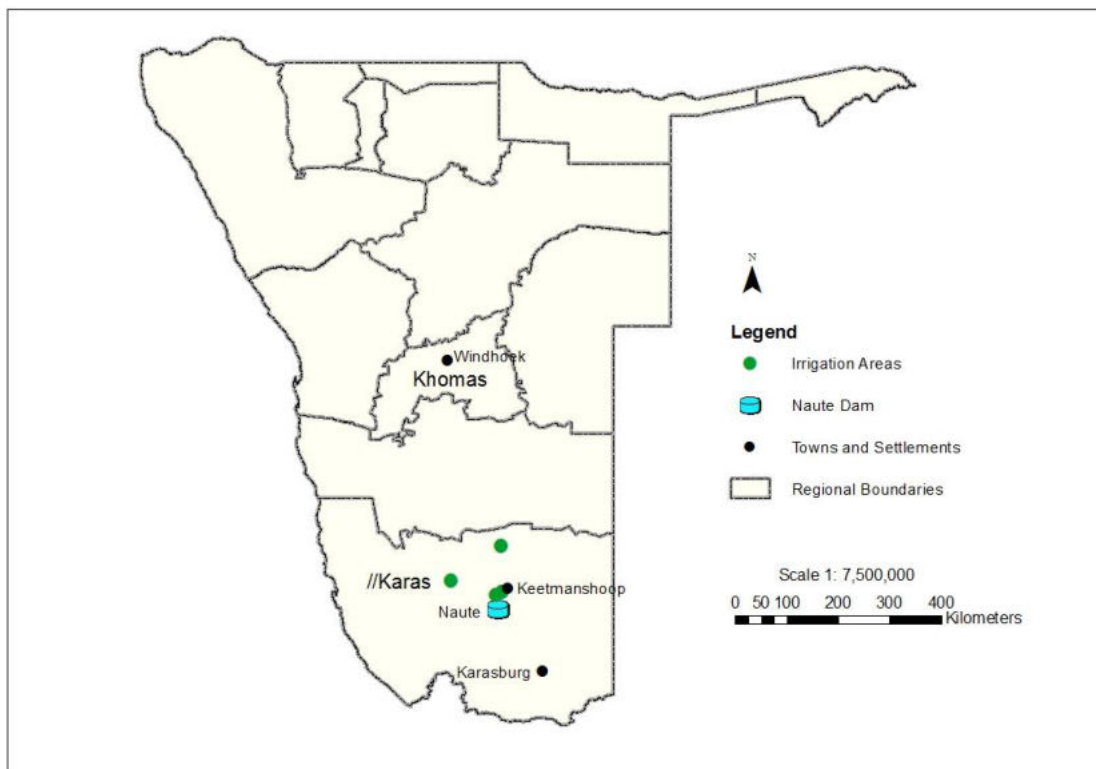 Windhoek
Khomas
//Karas
Keetmanshoop
Naute
Karasburg
N
Legend
Irrigation Areas
Naute Dam
Towns and Settlements
Regional Boundaries
Scale 1: 7,500,000
0 50 100 200 300 400
Kilometers